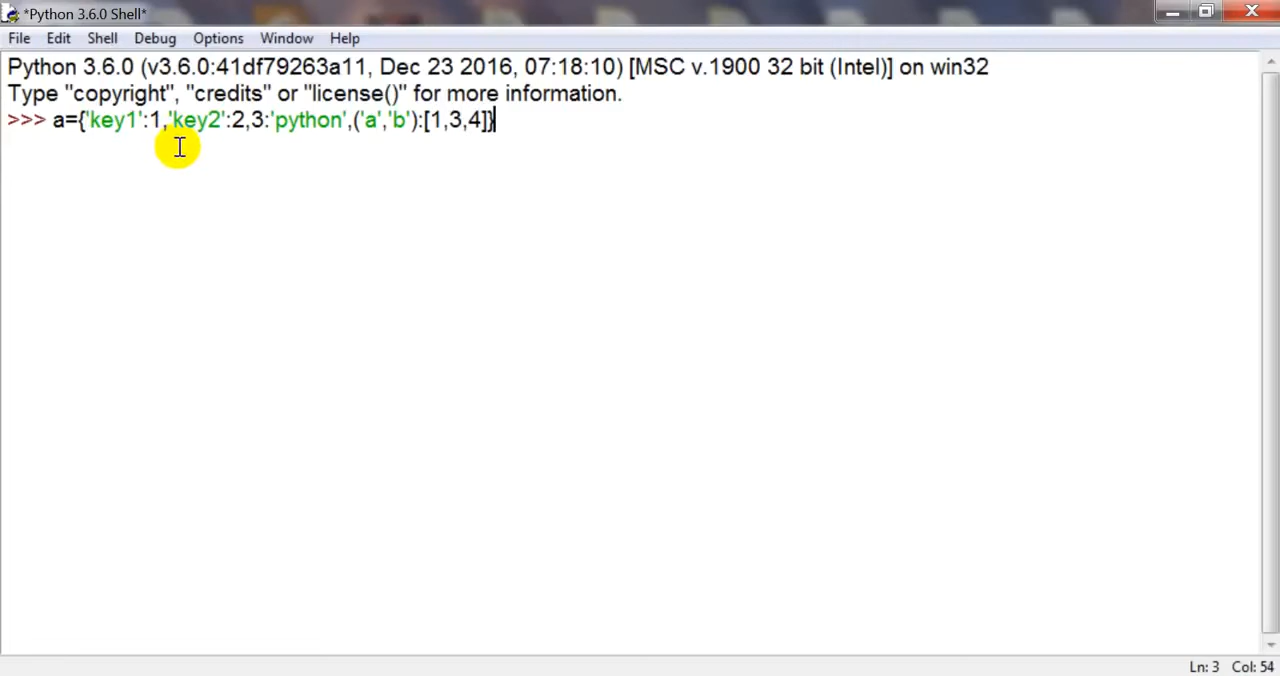 *Python 3.6.0 Shell*
File Edit Shell Debug Options Window Help
Python 3.6.0 (v3.6.0:41df79263a11, Dec 23 2016, 07:18:10) [MSC v.1900 32 bit (Intel)] on win32
Type "copyright", "credits" or "license()" for more information.
>>> a={'key1':1,'key2':2,3:'python',('a','b'):[1,3,4]}
Ln: 3 Col: 54